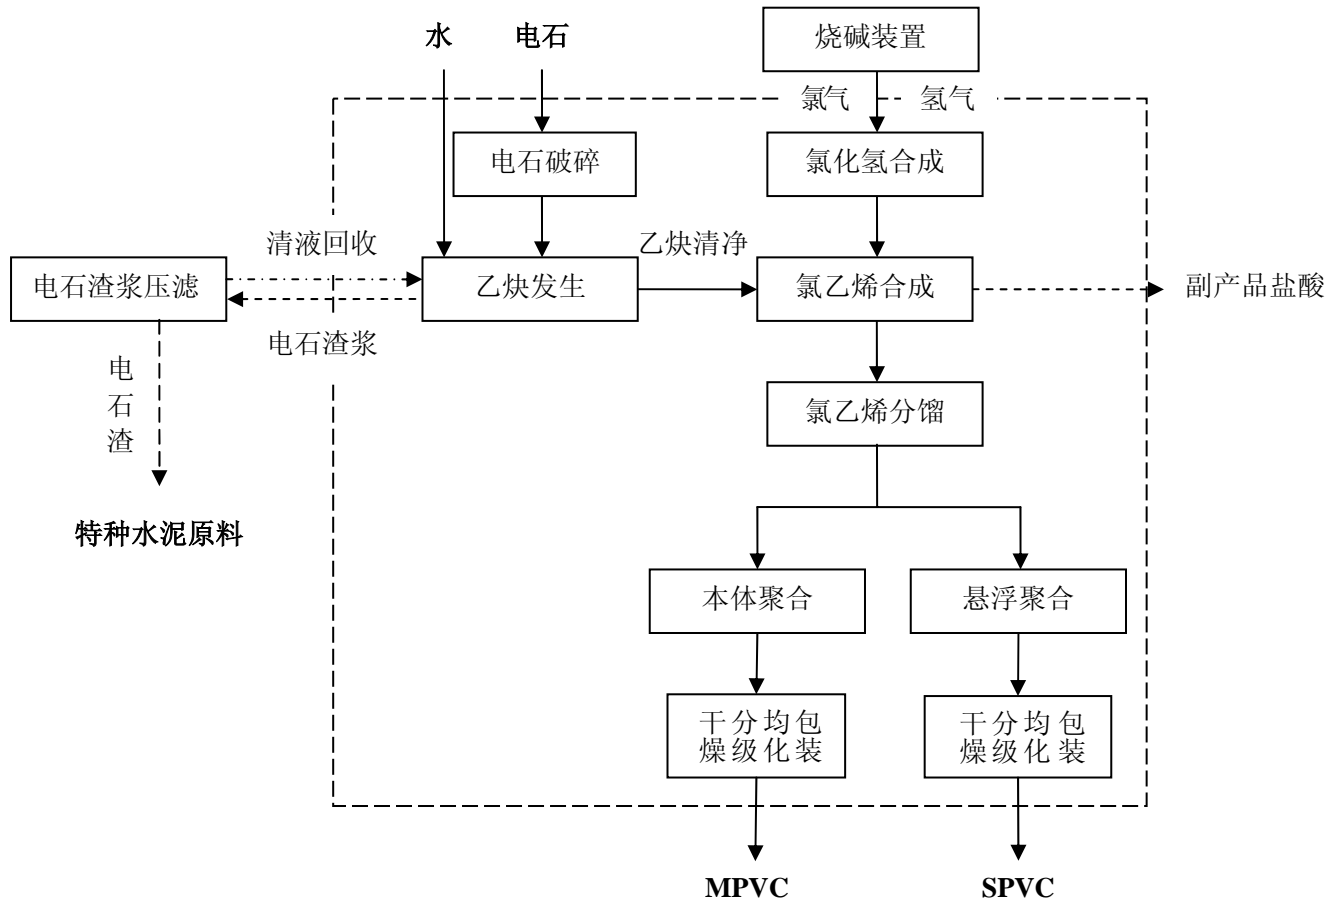 水
电石
烧碱装置
氯气
氢气
电石破碎
氯化氢合成
清液回收
乙炔清净
电石渣浆压滤
乙炔发生
氯乙烯合成
副产品盐酸
电石渣浆
电
石
渣
氯乙烯分馏
特种水泥原料
本体聚合
悬浮聚合
干分均包
燥级化装
干分均包
燥级化装
MPVC
SPVC